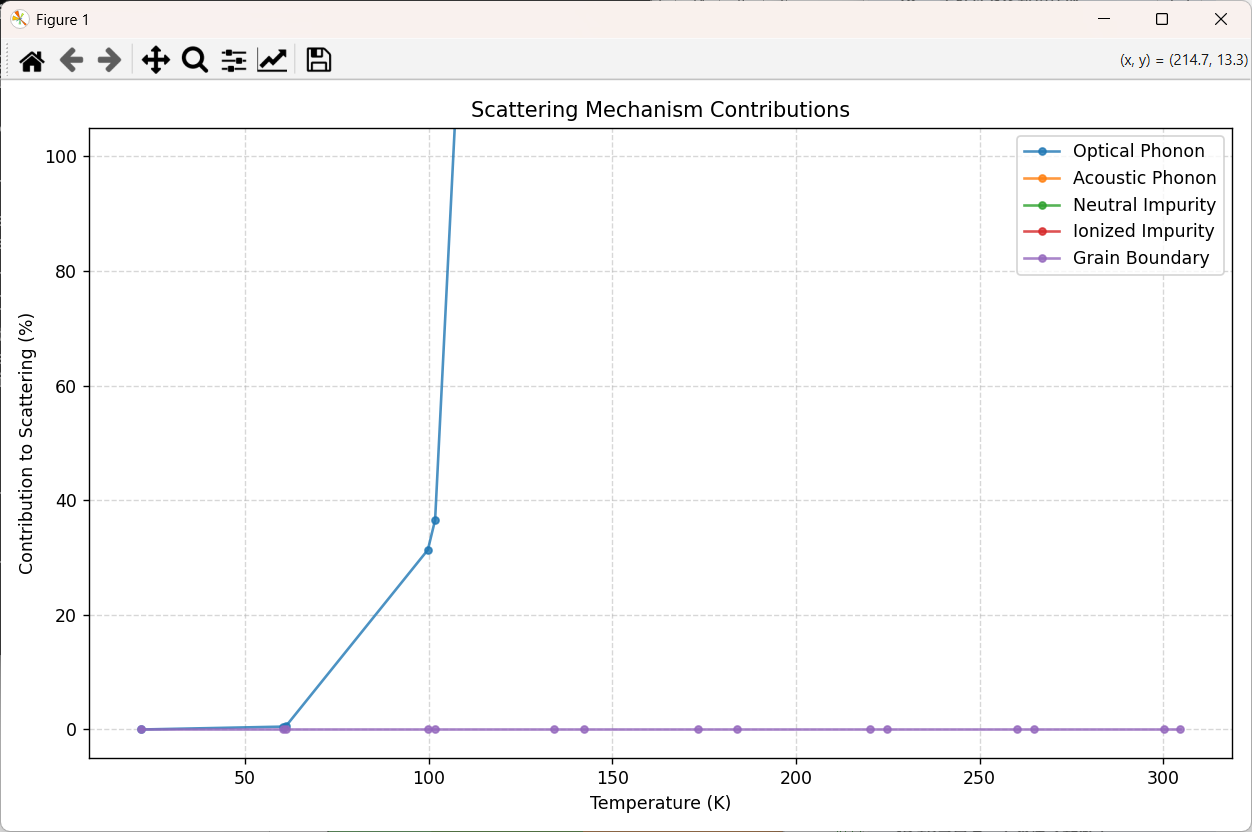 Figure 1
(x, y) = (214.7, 13.3)
Scattering Mechanism Contributions
Optical Phonon
Acoustic Phonon
Neutral Impurity
Ionized Impurity
Grain Boundary
Contribution to Scattering (%)
100
80
60
40
20
0
50
100
150
200
250
300
Temperature (K)